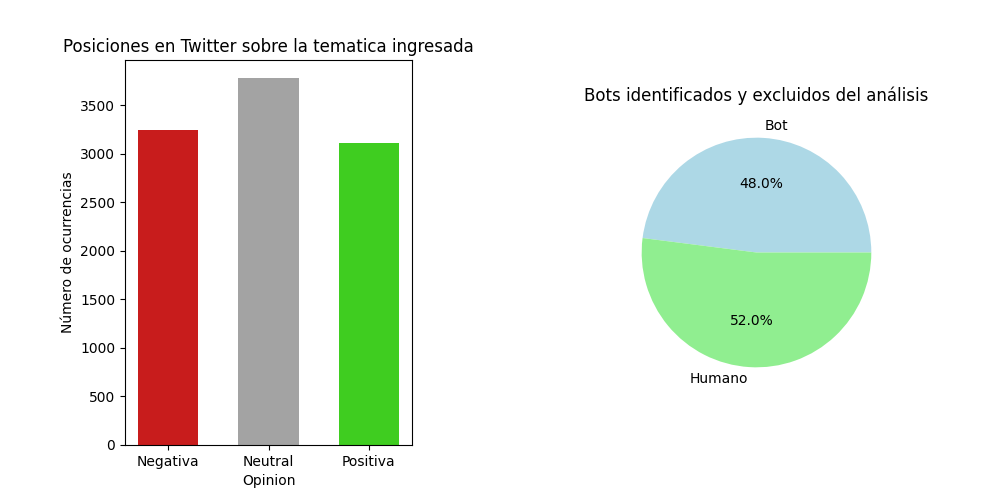 Posiciones en Twitter sobre la tematica ingresada
Número de ocurrencias
3500
3000
2500
2000
1500
1000
500
0
Negativa
Neutral
Positiva
Opinion
Bots identificados y excluidos del análisis
Bot
48.0%
52.0%
Humano